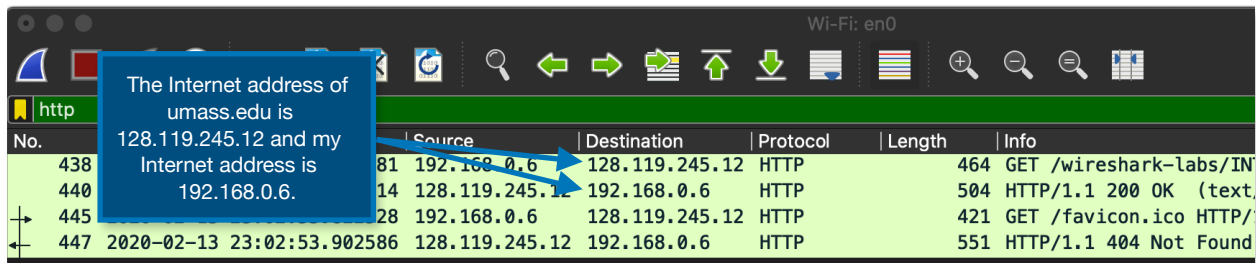 Wi-Fi: en0
The Internet address of
umass.edu is
128.119.245.12 and my
Internet address is
192.168.0.6.
http
No. Source Destination Protocol Length Info
438 81 192.168.0.6 128.119.245.12 HTTP 464 GET /wireshark-labs/IN
440 14 128.119.245.12 192.168.0.6 HTTP 504 HTTP/1.1 200 OK (text,
445 28 192.168.0.6 128.119.245.12 HTTP 421 GET /favicon.ico HTTP/
447 2020-02-13 23:02:53.902586 128.119.245.12 192.168.0.6 HTTP 551 HTTP/1.1 404 Not Found